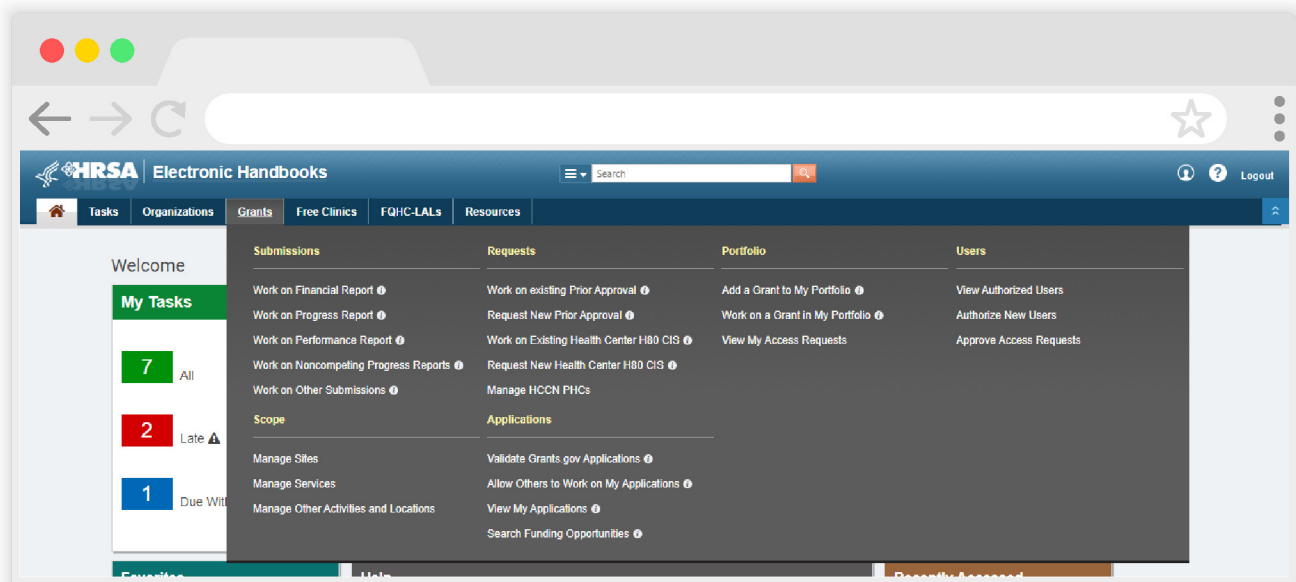 HRSA Electronic Handbooks
Search
Logout
Tasks Organizations Grants Free Clinics FQHC-LALs Resources
Welcome
My Tasks
7 All
2 Late
1 Due
Submissions
Work on Financial Report
Work on Progress Report
Work on Performance Report
Work on Noncompeting Progress Reports
Work on Other Submissions
Requests
Work on existing Prior Approval
Request New Prior Approval
Work on Existing Health Center H80 CIS
Request New Health Center H80 CIS
Manage HCCN PHCs
Portfolio
Add a Grant to My Portfolio
Work on a Grant in My Portfolio
View My Access Requests
Users
View Authorized Users
Authorize New Users
Approve Access Requests
Scope
Manage Sites
Manage Services
Manage Other Activities and Locations
Applications
Validate Grants.gov Applications
Allow Others to Work on My Applications
View My Applications
Search Funding Opportunities
Favorites
Help
Recently Accessed